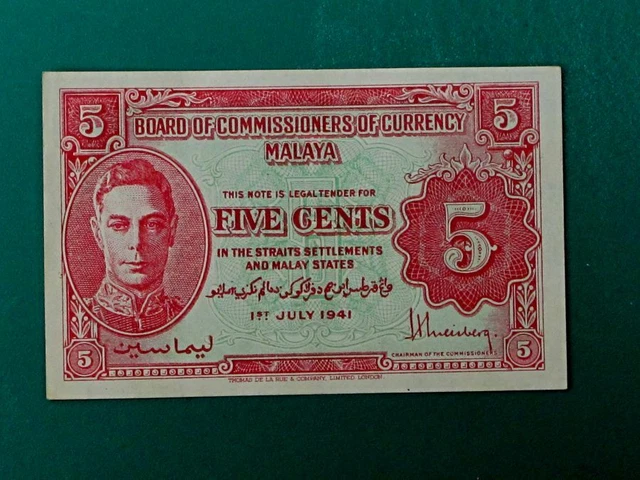 5 5
BOARD OF COMMISSIONERS OF CURRENCY
MALAYA
THIS NOTE IS LEGAL TENDER FOR
FIVE CENTS
5
IN THE STRAITS SETTLEMENTS
AND MALAY STATES
1ST JULY 1941
ليماسين
CHAIRMAN OF THE COMMISSIONERS
5 5
THOMAS DE LA RUE & COMPANY, LIMITED, LONDON.